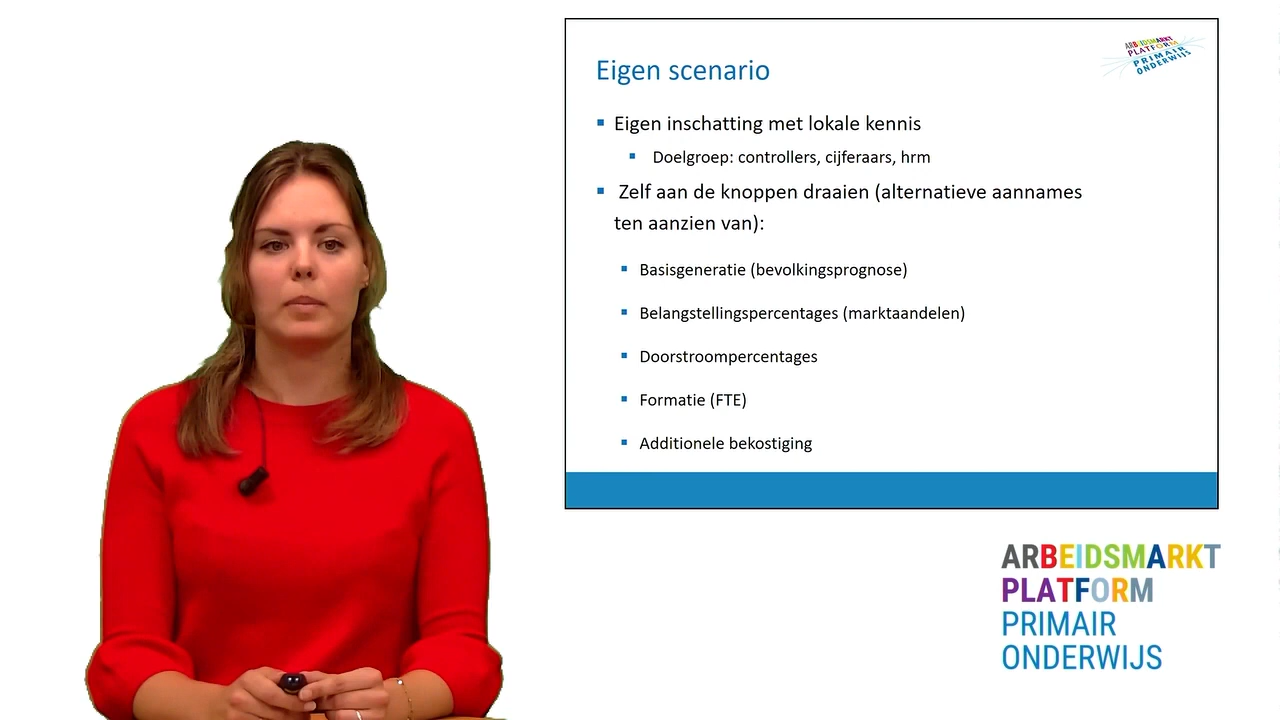 ARBEIDSMARKT
PLATFORM
PRIMAIR
ONDERWIJS
Eigen scenario
Eigen inschatting met lokale kennis
Doelgroep: controllers, cijferaars, hrm
Zelf aan de knoppen draaien (alternatieve aannames
ten aanzien van):
Basisgeneratie (bevolkingsprognose)
Belangstellingspercentages (marktaandelen)
Doorstroompercentages
Formatie (FTE)
Additionele bekostiging
ARBEIDSMARKT
PLATFORM
PRIMAIR
ONDERWIJS